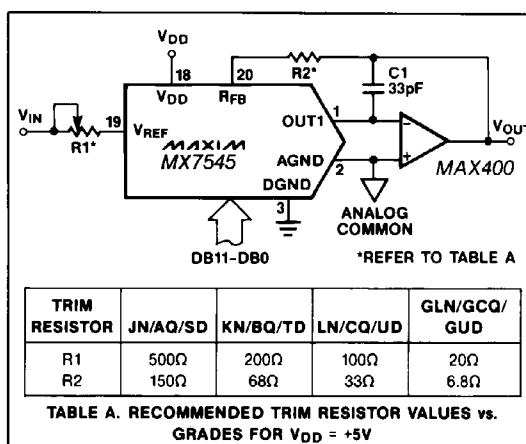 VDD
18
20
R2*
C1
33pF
VDD
RFB
VIN
R1*
19
VREF
MAXIM
MX7545
OUT1
1
AGND
2
DGND
3
VOUT
MAX400
ANALOG
COMMON
DB11-DB0
*REFER TO TABLE A
TRIM RESISTOR JN/AQ/SD KN/BQ/TD LN/CQ/UD GLN/GCQ/GUD
R1 500Ω 200Ω 100Ω 20Ω
R2 150Ω 68Ω 33Ω 6.8Ω
TABLE A. RECOMMENDED TRIM RESISTOR VALUES vs.
GRADES FOR VDD = +5V